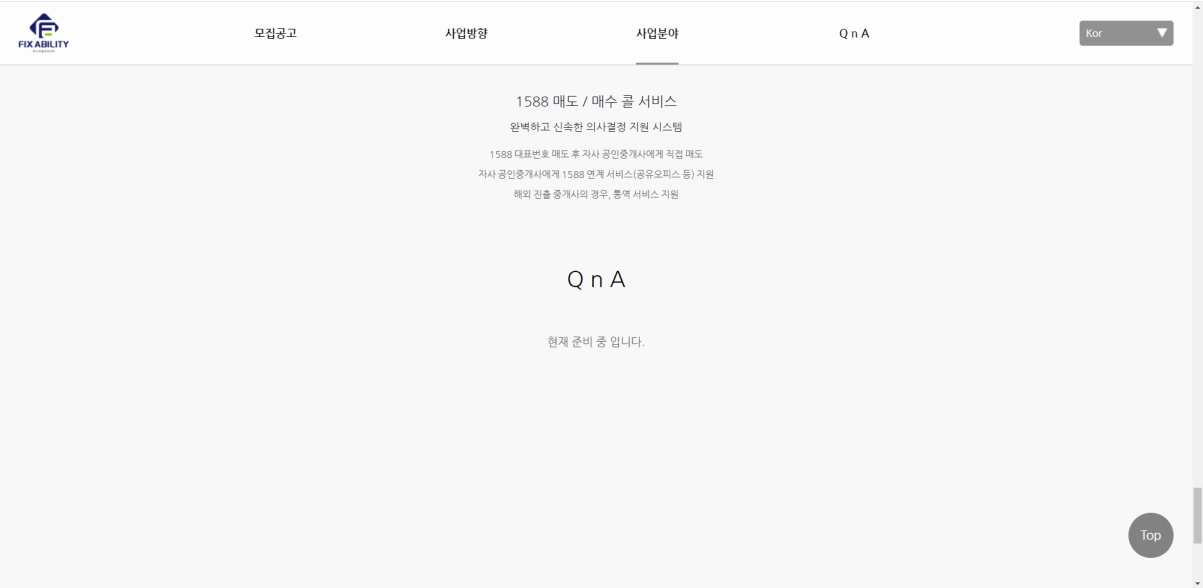 FIX ABILITY
모집공고
사업방향
사업분야
Q n A
Kor
1588 매도 / 매수 콜 서비스
완벽하고 신속한 의사결정 지원 시스템
1588 대표번호 매도 후 자사 공인중개사에게 직접 매도
자사 공인중개사에게 1588 연계 서비스(공유오피스 등) 지원
해외 진출 중개사의 경우, 통역 서비스 지원
Q n A
현재 준비 중 입니다.
Top